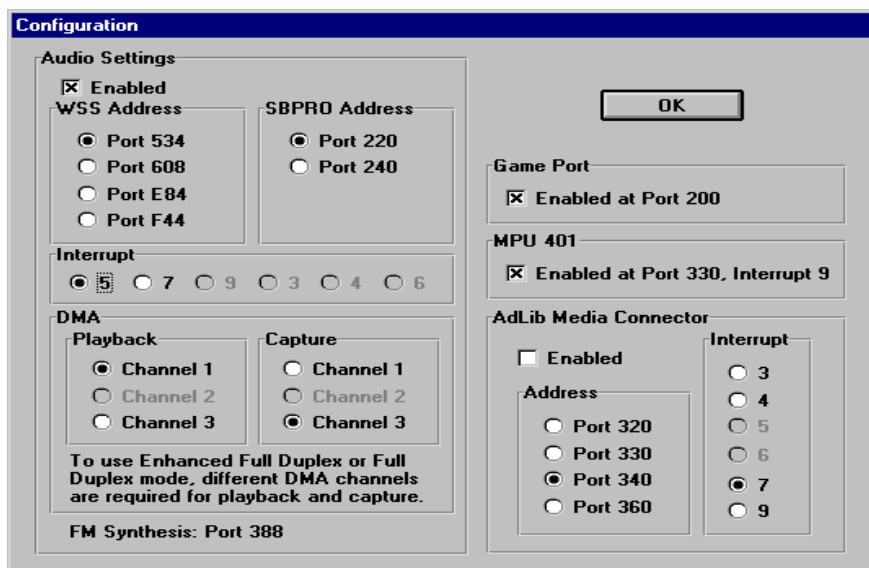 Configuration
Audio Settings
Enabled
WSS Address
Port 534
Port 608
Port E84
Port F44
SBPRO Address
Port 220
Port 240
Interrupt
5 7 9 3 4 6
DMA
Playback
Channel 1
Channel 2
Channel 3
Capture
Channel 1
Channel 2
Channel 3
To use Enhanced Full Duplex or Full
Duplex mode, different DMA channels
are required for playback and capture.
FM Synthesis: Port 388
OK
Game Port
Enabled at Port 200
MPU 401
Enabled at Port 330, Interrupt 9
AdLib Media Connector
Enabled
Address
Port 320
Port 330
Port 340
Port 360
Interrupt
3
4
5
6
7
9